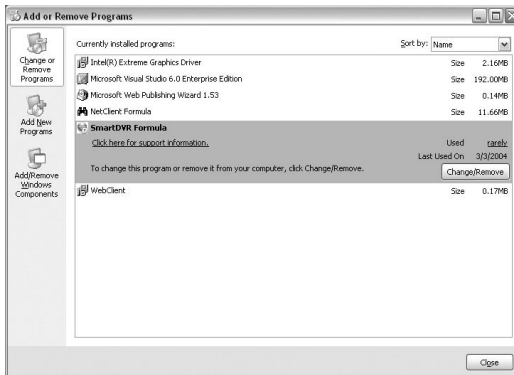 Add or Remove Programs
Change or
Remove
Programs
Add New
Programs
Add/Remove
Windows
Components
Currently installed programs:
Sort by: Name
Intel(R) Extreme Graphics Driver Size 2.16MB
Microsoft Visual Studio 6.0 Enterprise Edition Size 192.00MB
Microsoft Web Publishing Wizard 1.53 Size 0.14MB
NetClient Formula Size 11.66MB
SmartDVR Formula
Click here for support information. Used rarely
Last Used On 3/3/2004
To change this program or remove it from your computer, click Change/Remove. Change/Remove
WebClient Size 0.17MB
Close